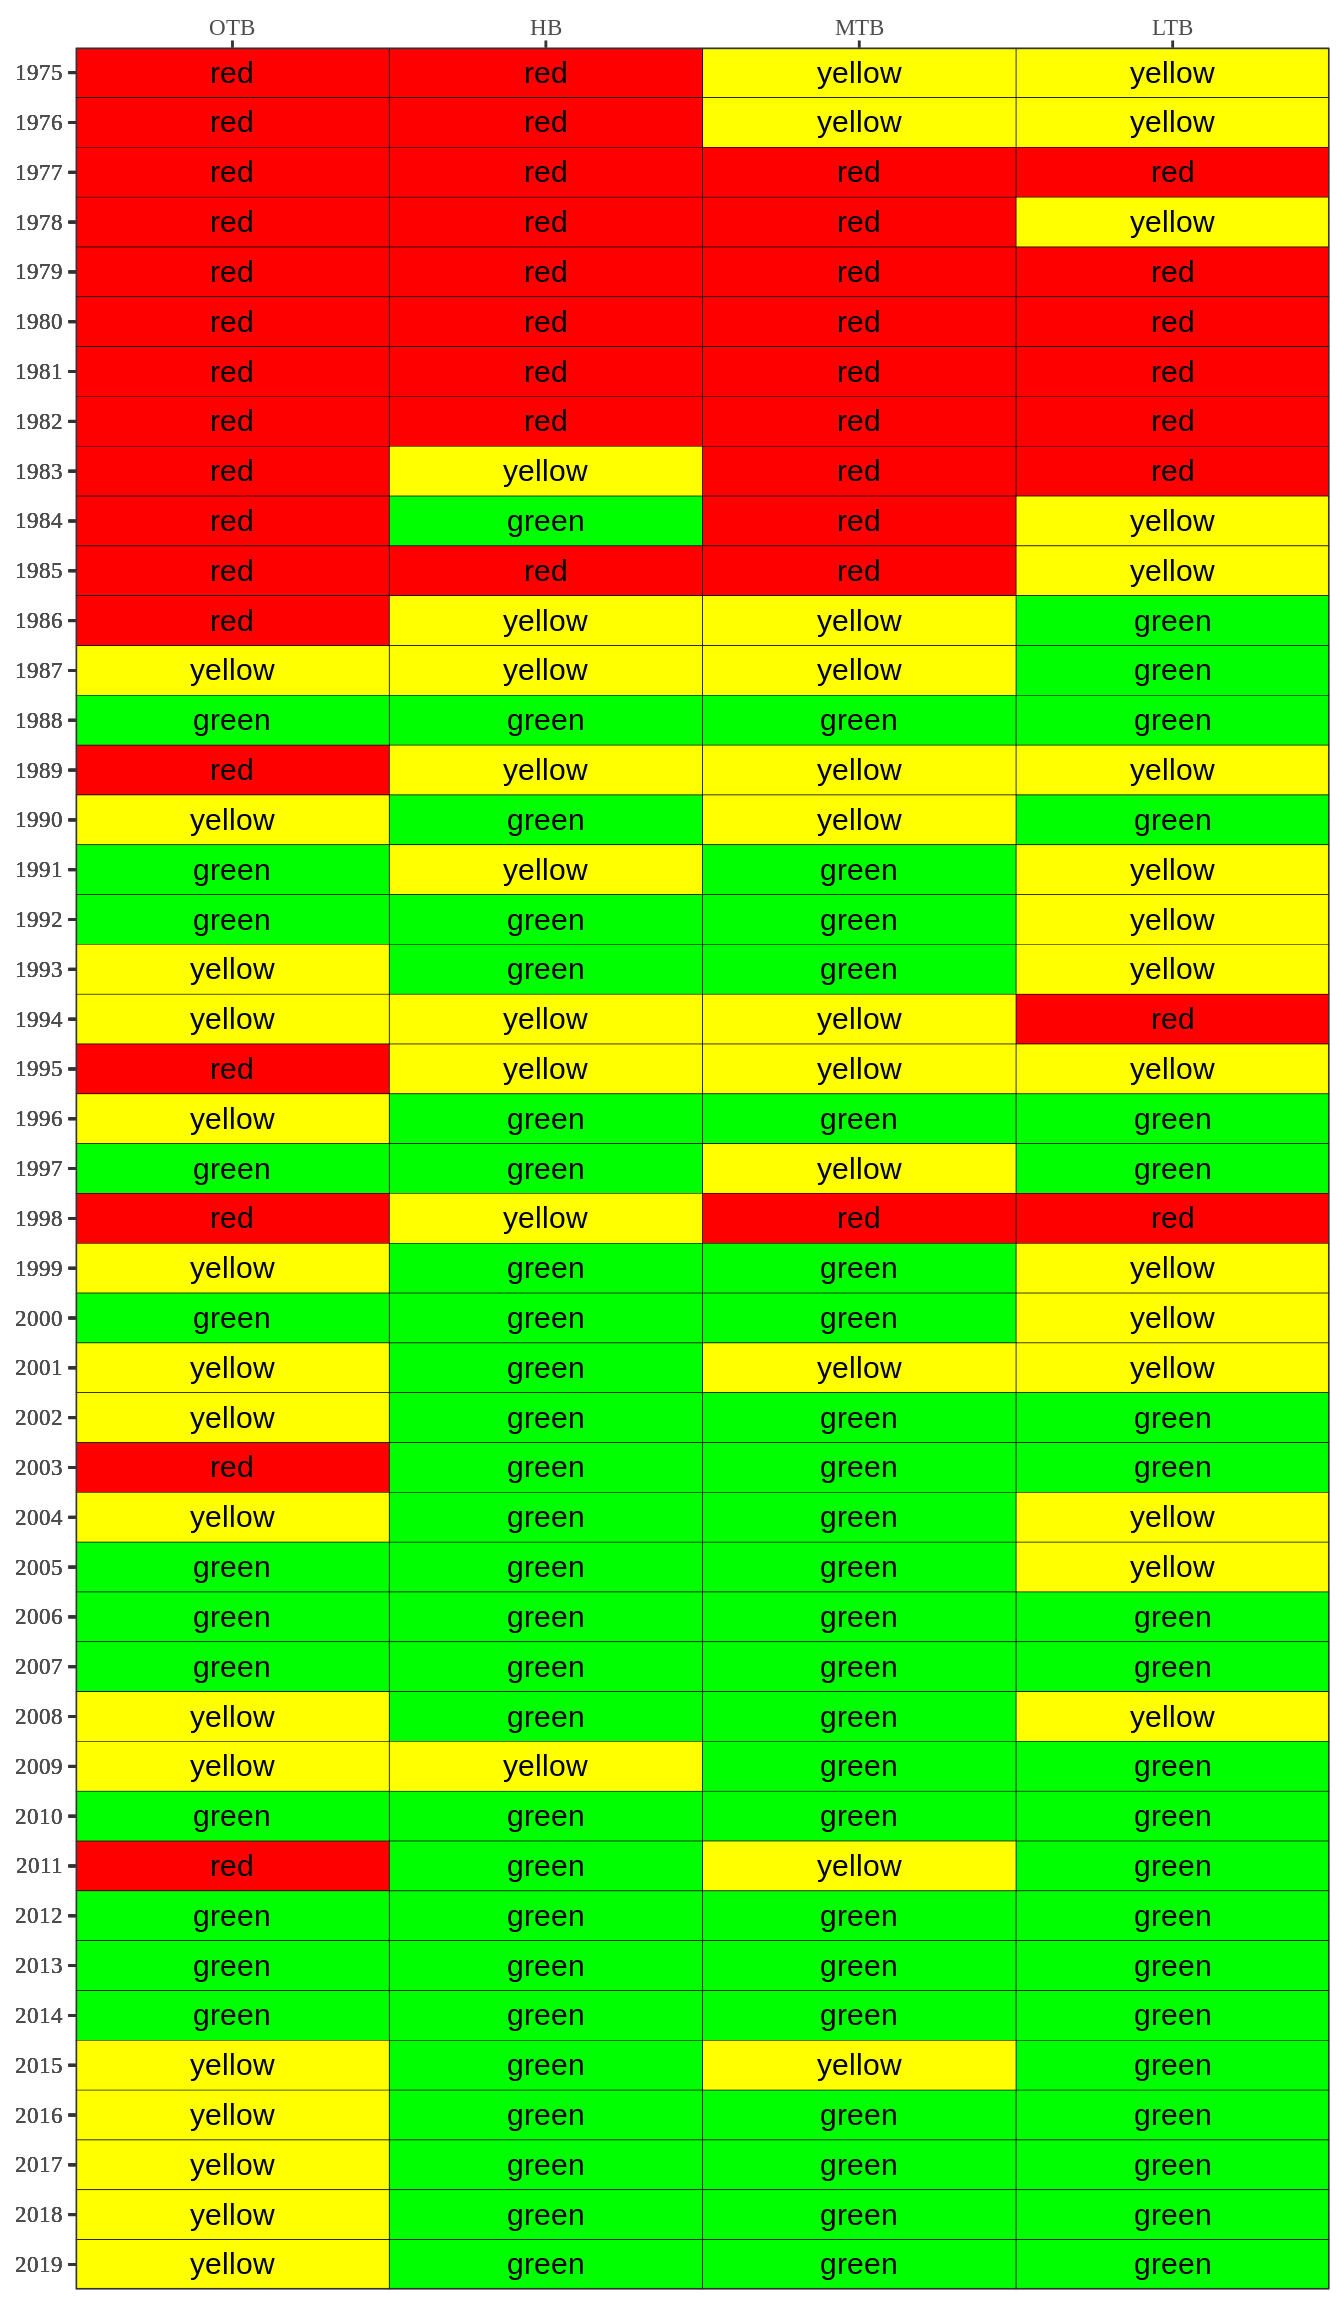 OTB HB MTB LTB
1975 red red yellow yellow
1976 red red yellow yellow
1977 red red red red
1978 red red red yellow
1979 red red red red
1980 red red red red
1981 red red red red
1982 red red red red
1983 red yellow red red
1984 red green red yellow
1985 red red red yellow
1986 red yellow yellow green
1987 yellow yellow yellow green
1988 green green green green
1989 red yellow yellow yellow
1990 yellow green yellow green
1991 green yellow green yellow
1992 green green green yellow
1993 yellow green green yellow
1994 yellow yellow yellow red
1995 red yellow yellow yellow
1996 yellow green green green
1997 green green yellow green
1998 red yellow red red
1999 yellow green green yellow
2000 green green green yellow
2001 yellow green yellow yellow
2002 yellow green green green
2003 red green green green
2004 yellow green green yellow
2005 green green green yellow
2006 green green green green
2007 green green green green
2008 yellow green green yellow
2009 yellow yellow green green
2010 green green green green
2011 red green yellow green
2012 green green green green
2013 green green green green
2014 green green green green
2015 yellow green yellow green
2016 yellow green green green
2017 yellow green green green
2018 yellow green green green
2019 yellow green green green